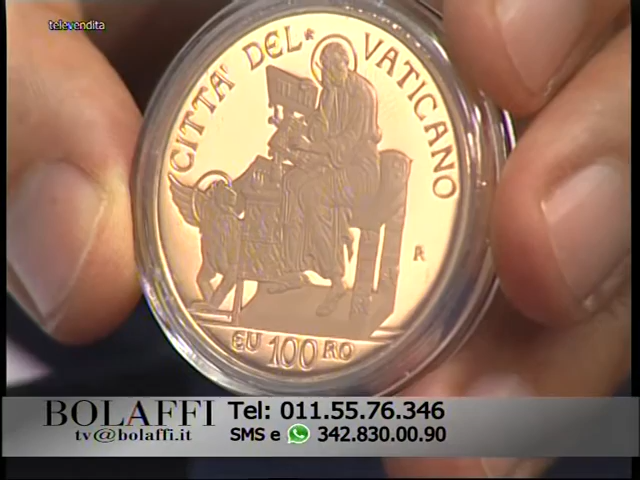 televendita
CITTA' DEL VATICANO
R
EU 100 RO
BOLAFFI Tel: 011.55.76.346
tv@bolaffi.it SMS e 342.830.00.90